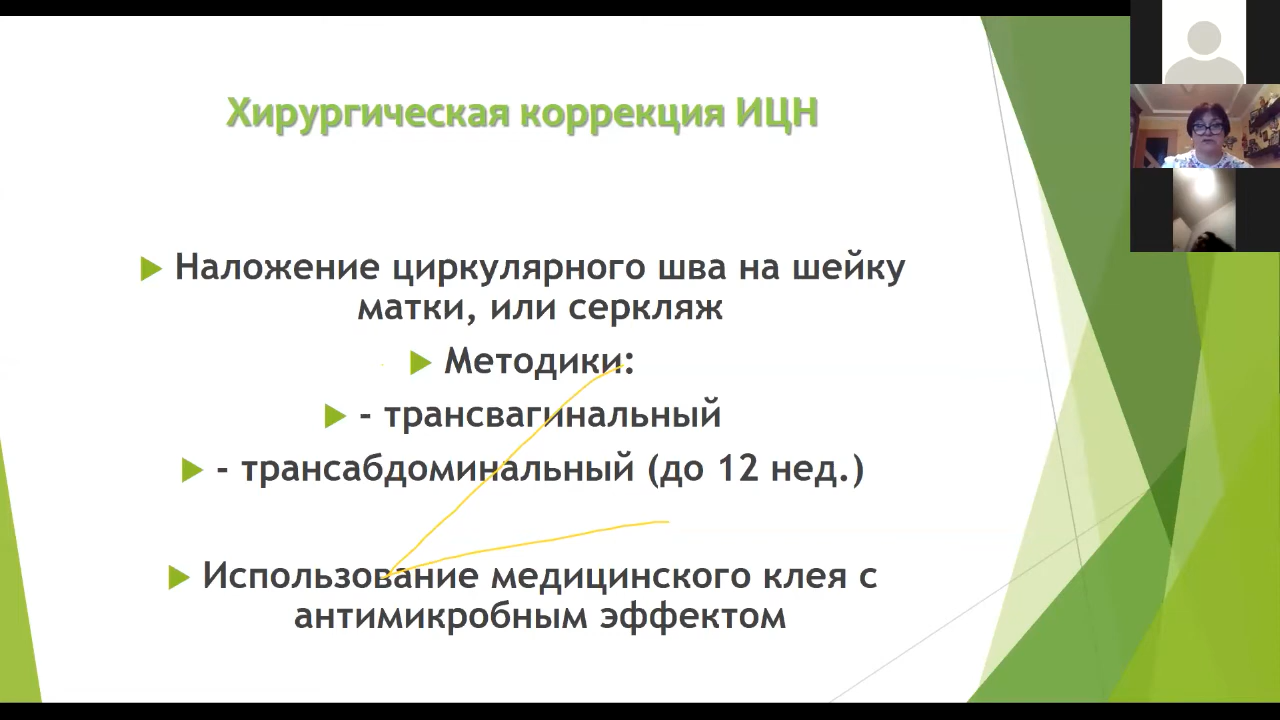 Хирургическая коррекция ИЦН
Наложение циркулярного шва на шейку
матки, или серкляж
Методики:
- трансвагинальный
- трансабдоминальный (до 12 нед.)
Использование медицинского клея с
антимикробным эффектом